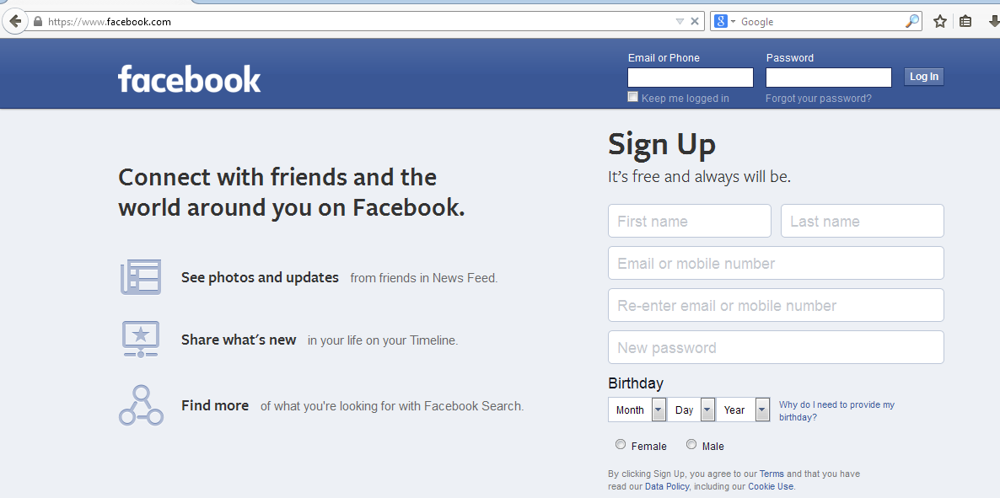 https://www.facebook.com
8
Google
facebook
Email or Phone
Password
Log In
Keep me logged in
Forgot your password?
Connect with friends and the
world around you on Facebook.
See photos and updates from friends in News Feed.
Share what's new in your life on your Timeline.
Find more of what you're looking for with Facebook Search.
Sign Up
It's free and always will be.
First name
Last name
Email or mobile number
Re-enter email or mobile number
New password
Birthday
Month
Day
Year
Why do I need to provide my
birthday?
Female
Male
By clicking Sign Up, you agree to our Terms and that you have
read our Data Policy, including our Cookie Use.